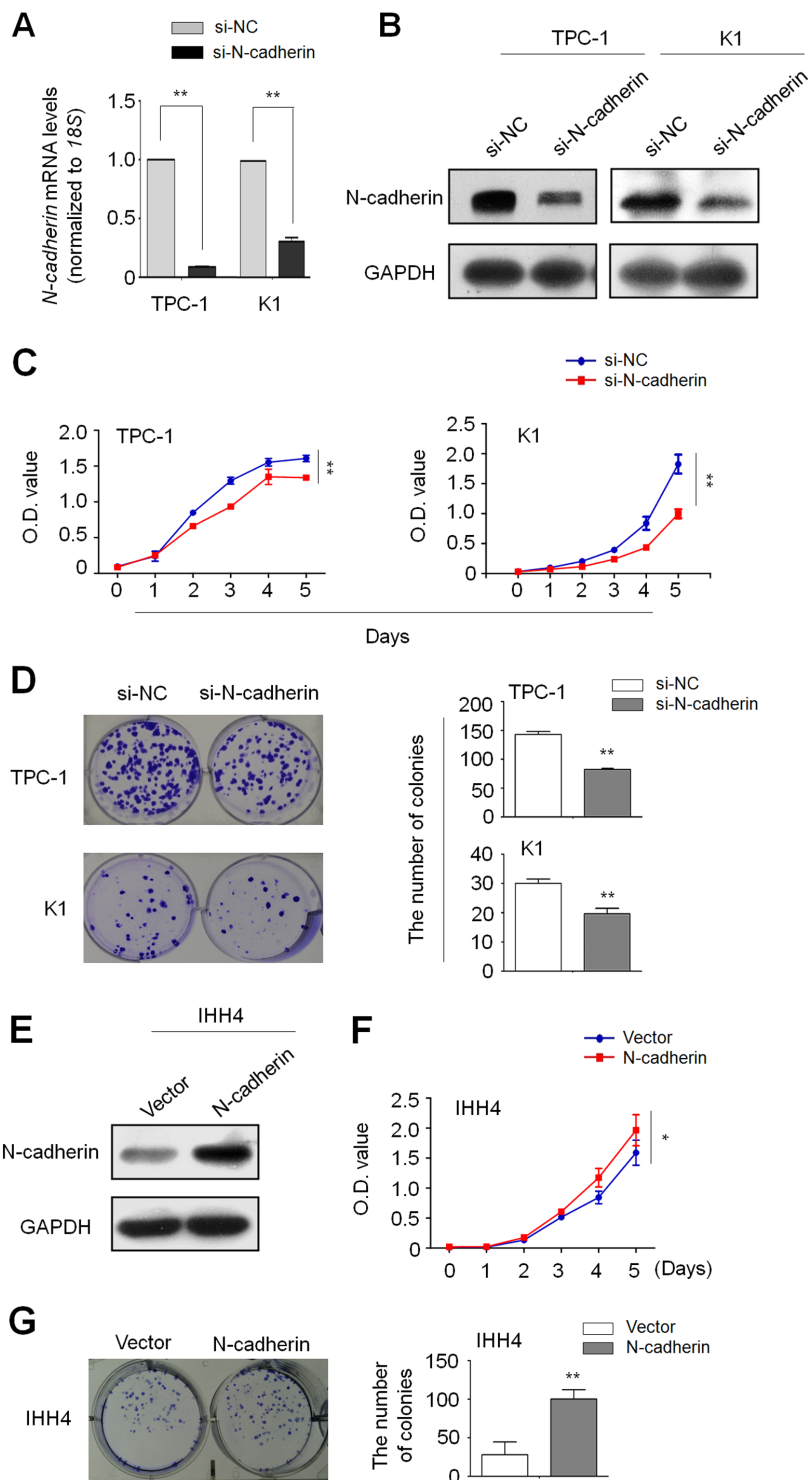 A
si-NC
si-N-cadherin
N-cadherin mRNA levels
(normalized to 18S)
1.5
1.0
0.5
0
**
**
TPC-1
K1
B
TPC-1
K1
si-NC
si-N-cadherin
si-NC
si-N-cadherin
N-cadherin
GAPDH
C
si-NC
si-N-cadherin
TPC-1
O.D. value
2.0
1.5
1.0
0.5
0
**
0 1 2 3 4 5
K1
O.D. value
2.5
2.0
1.5
1.0
0.5
0
**
0 1 2 3 4 5
Days
D
si-NC
si-N-cadherin
TPC-1
K1
The number of colonies
TPC-1
si-NC
si-N-cadherin
200
150
100
50
0
**
K1
40
30
20
10
0
**
E
IHH4
Vector
N-cadherin
N-cadherin
GAPDH
F
Vector
N-cadherin
IHH4
O.D. value
2.5
2.0
1.5
1.0
0.5
0
*
0 1 2 3 4 5 (Days)
G
Vector
N-cadherin
IHH4
IHH4
Vector
N-cadherin
The number
of colonies
150
100
50
0
**